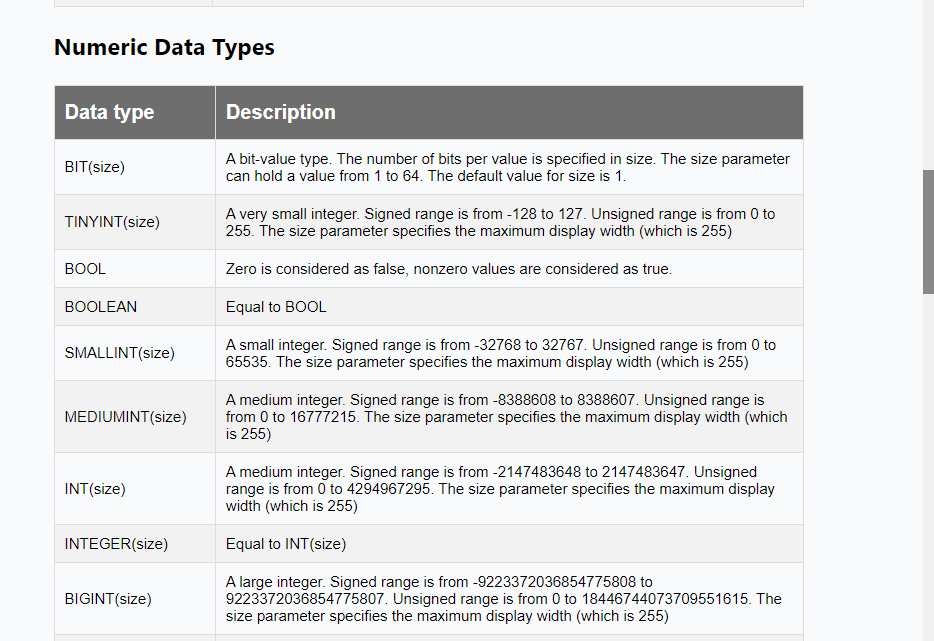 Numeric Data Types
Data type Description
BIT(size)
A bit-value type. The number of bits per value is specified in size. The size parameter
can hold a value from 1 to 64. The default value for size is 1.
TINYINT(size)
A very small integer. Signed range is from -128 to 127. Unsigned range is from 0 to
255. The size parameter specifies the maximum display width (which is 255)
BOOL
Zero is considered as false, nonzero values are considered as true.
BOOLEAN
Equal to BOOL
SMALLINT(size)
A small integer. Signed range is from -32768 to 32767. Unsigned range is from 0 to
65535. The size parameter specifies the maximum display width (which is 255)
MEDIUMINT(size)
A medium integer. Signed range is from -8388608 to 8388607. Unsigned range is
from 0 to 16777215. The size parameter specifies the maximum display width (which
is 255)
INT(size)
A medium integer. Signed range is from -2147483648 to 2147483647. Unsigned
range is from 0 to 4294967295. The size parameter specifies the maximum display
width (which is 255)
INTEGER(size)
Equal to INT(size)
BIGINT(size)
A large integer. Signed range is from -9223372036854775808 to
9223372036854775807. Unsigned range is from 0 to 18446744073709551615. The
size parameter specifies the maximum display width (which is 255)